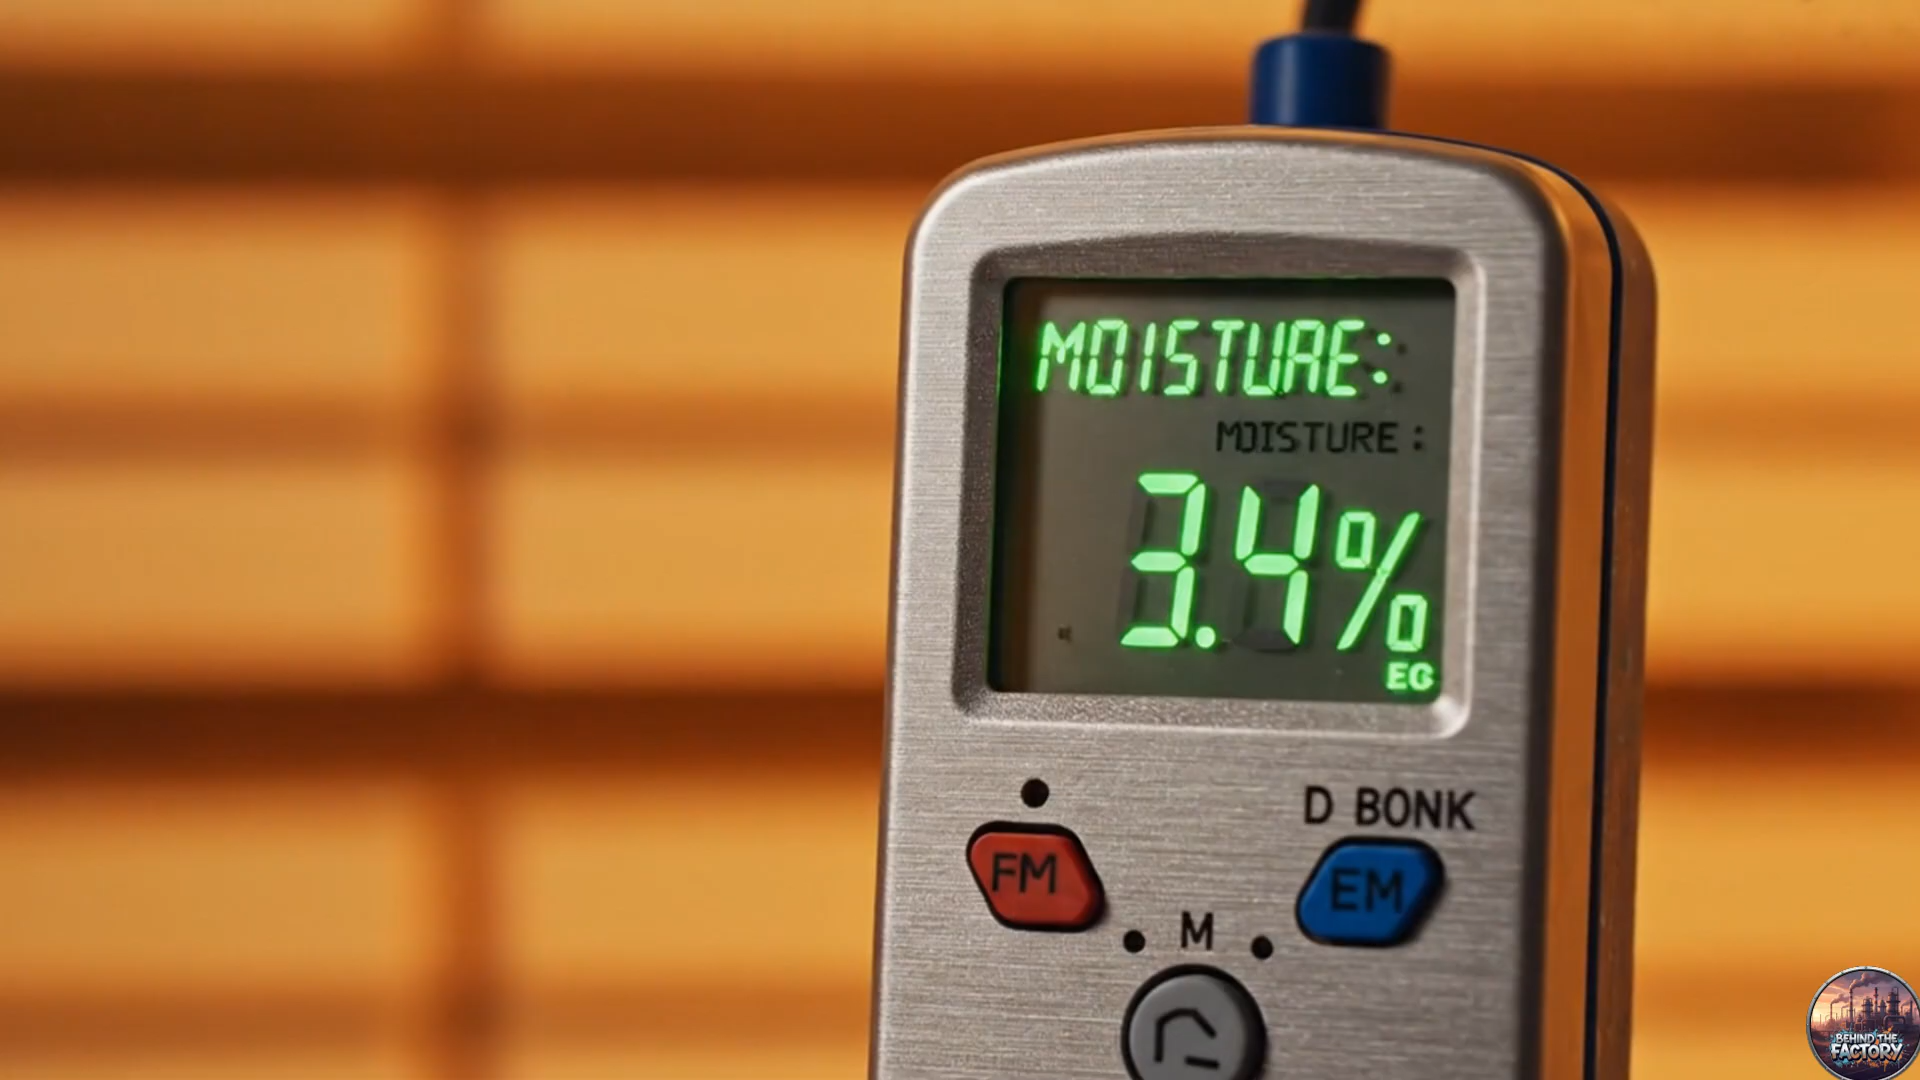 MOISTURE:
MOISTURE:
3.4%
EG
D BONK
FM
EM
M
BEHIND THE
FACTORY